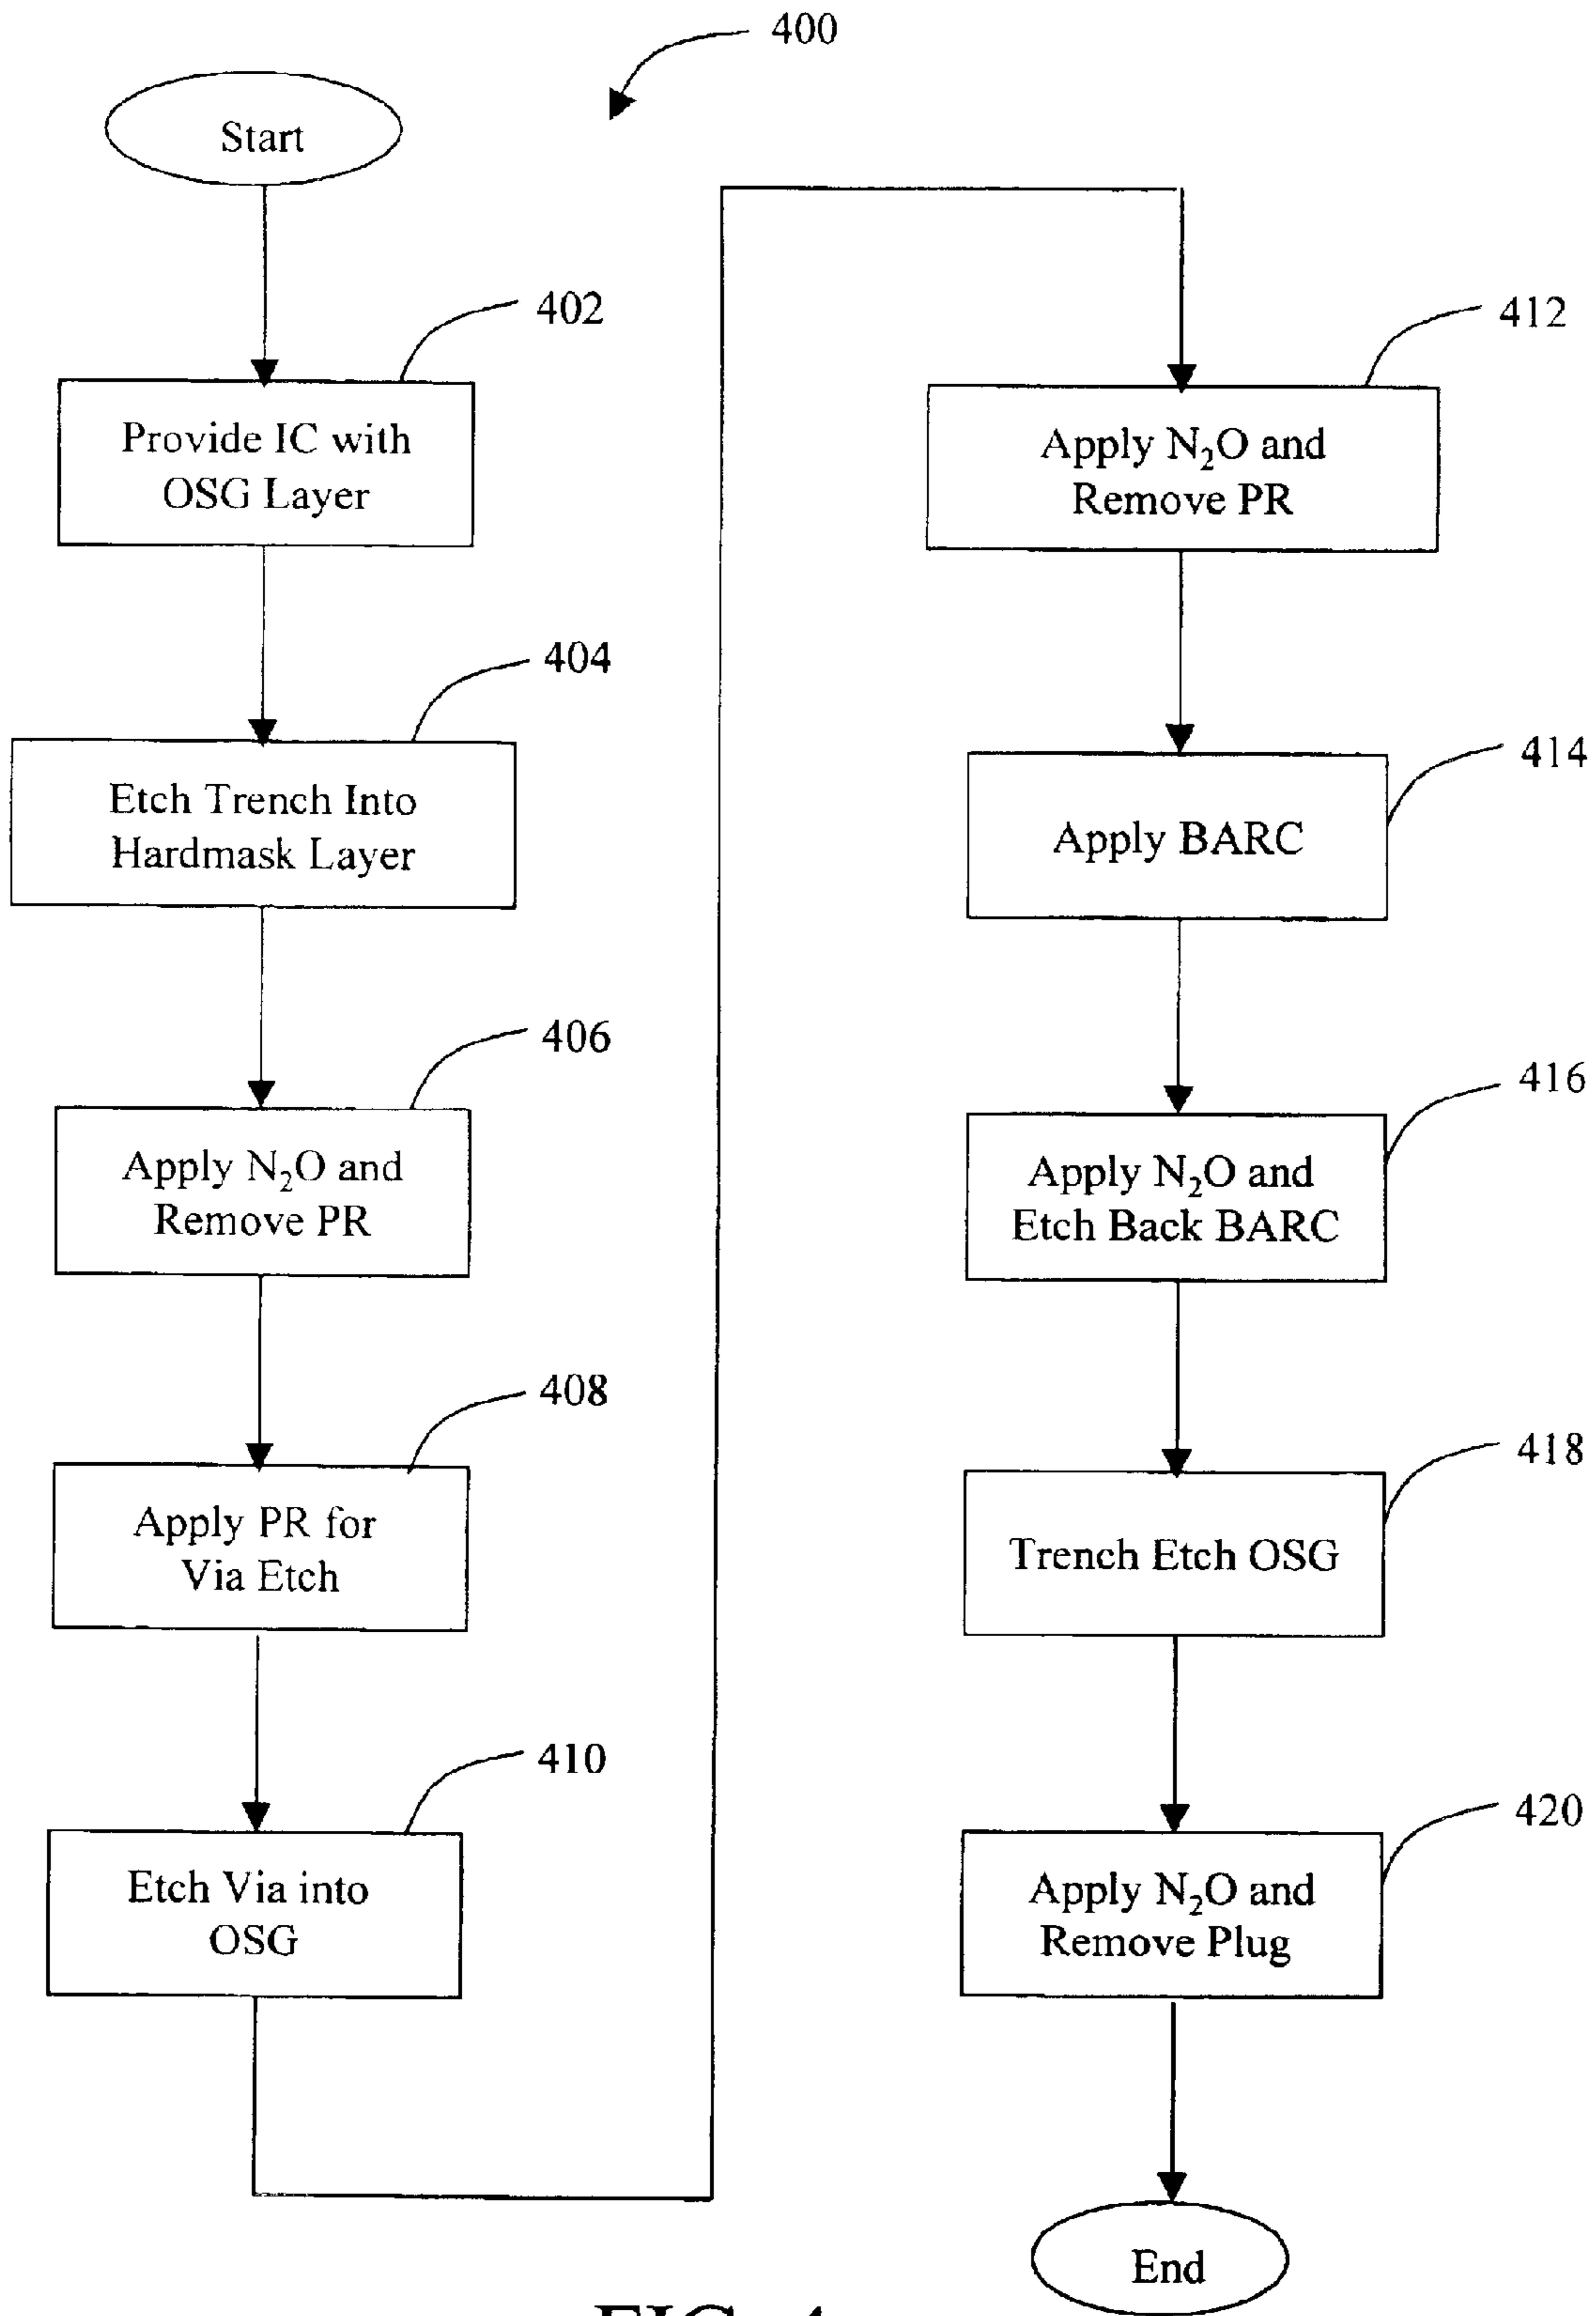 400
Start
402
Provide IC with
OSG Layer
404
Etch Trench Into
Hardmask Layer
406
Apply N₂O and
Remove PR
408
Apply PR for
Via Etch
410
Etch Via into
OSG
412
Apply N₂O and
Remove PR
414
Apply BARC
416
Apply N₂O and
Etch Back BARC
418
Trench Etch OSG
420
Apply N₂O and
Remove Plug
End
FIG. 4